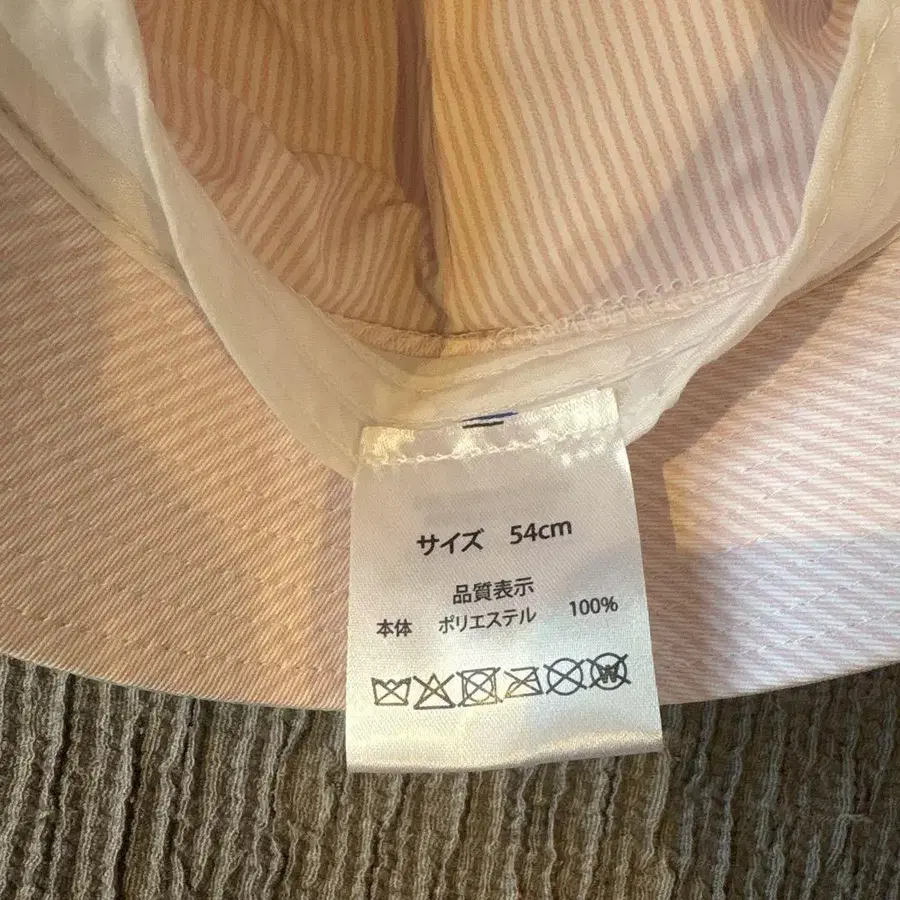 サイズ 54cm
品質表示
本体 ポリエステル 100%